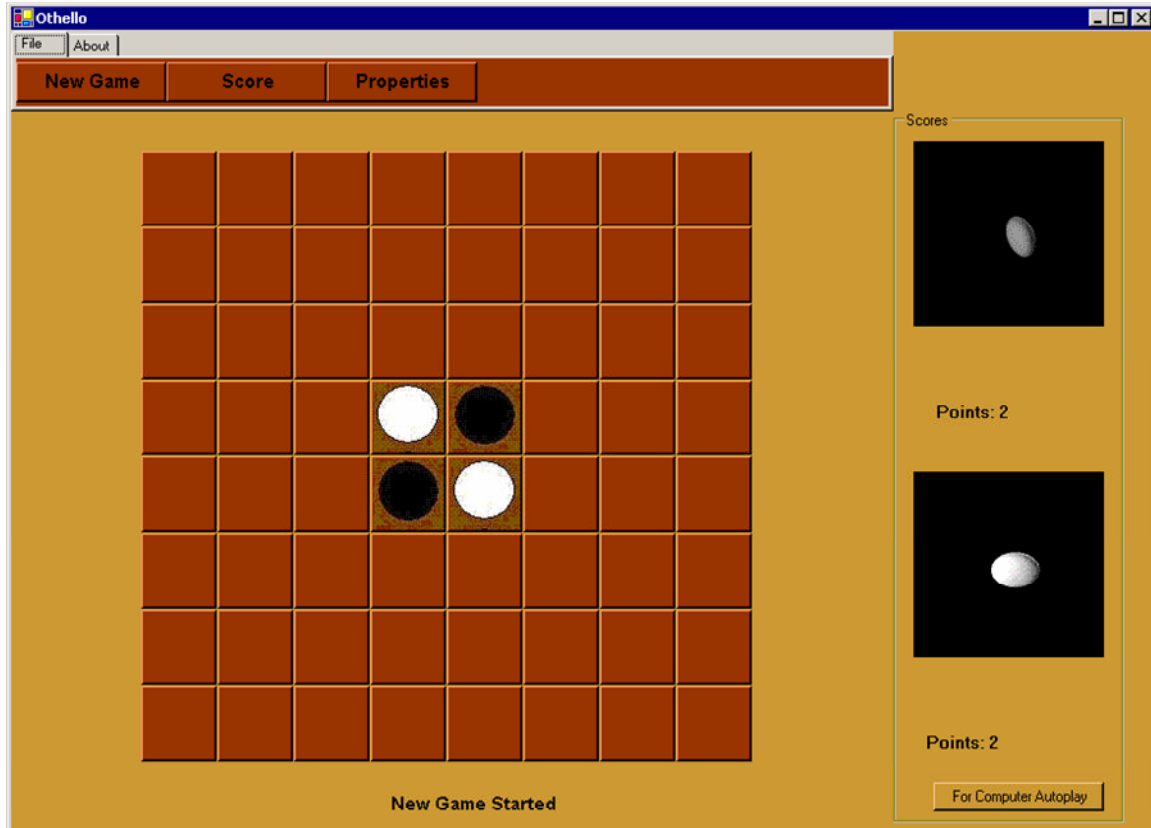 Othello
File About
New Game Score Properties
Scores
Points: 2
Points: 2
For Computer Autoplay
New Game Started